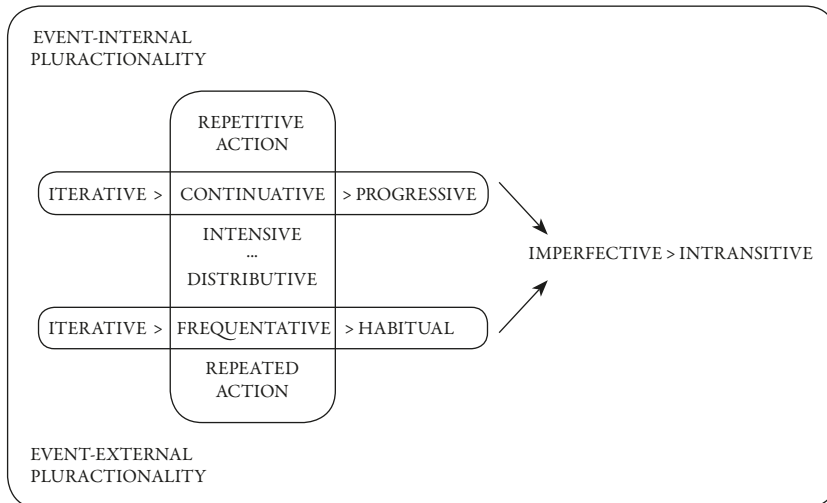 EVENT-INTERNAL
PLURACTIONALITY
REPETITIVE
ACTION
ITERATIVE > CONTINUATIVE > PROGRESSIVE
INTENSIVE
...
DISTRIBUTIVE
IMPERFECTIVE > INTRANSITIVE
ITERATIVE > FREQUENTATIVE > HABITUAL
REPEATED
ACTION
EVENT-EXTERNAL
PLURACTIONALITY